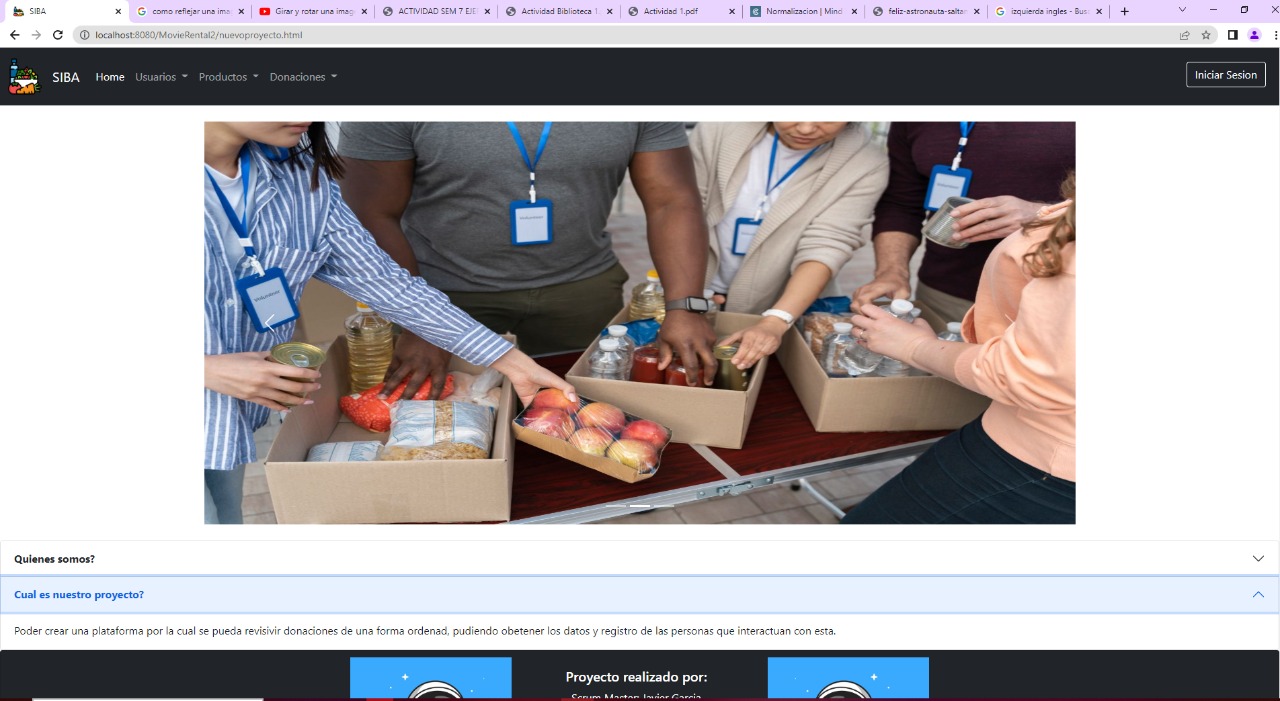 SIBA
como reflejar una ima
Girar y rotar una imag
ACTIVIDAD SEM 7 EJE
Actividad Biblioteca 1
Actividad 1.pdf
Normalizacion | Mind
feliz-astronauta-saltar
izquierda ingles - Bus
localhost:8080/MovieRental2/nuevoproyecto.html
SIBA Home Usuarios Productos Donaciones Iniciar Sesion
Volunteer
Volunteer
Quienes somos?
Cual es nuestro proyecto?
Poder crear una plataforma por la cual se pueda revisivir donaciones de una forma ordenad, pudiendo obetener los datos y registro de las personas que interactuan con esta.
Proyecto realizado por:
Scrum Master: Javier Garcia